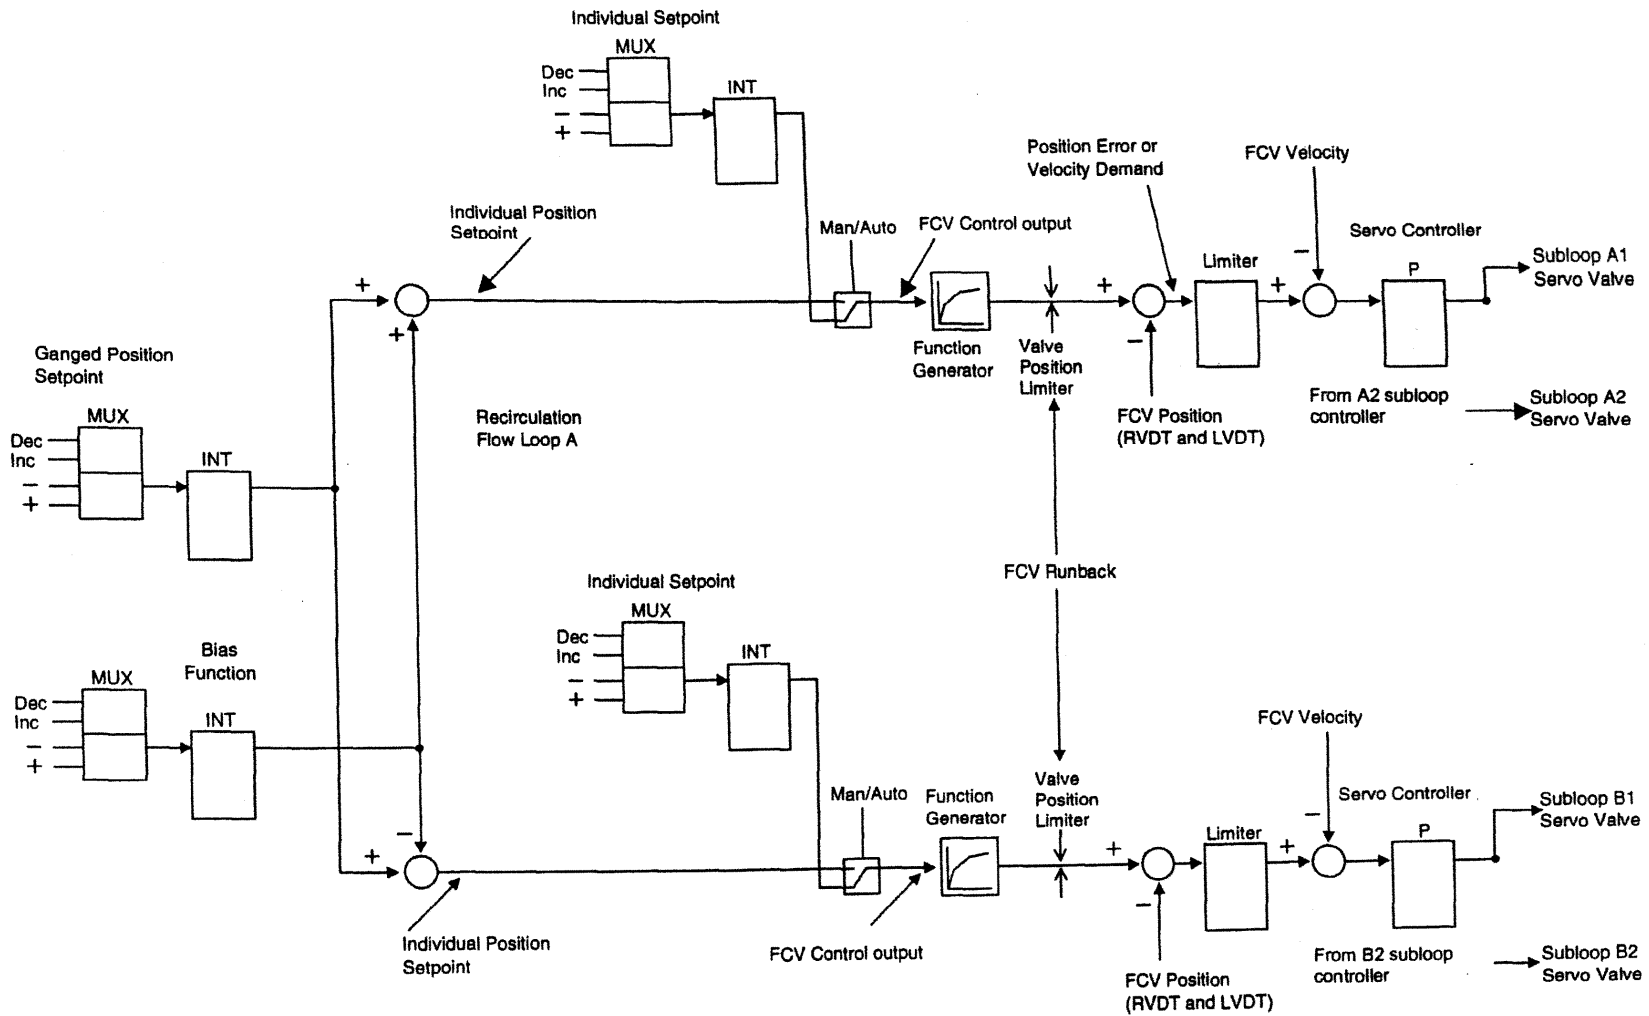 Individual Setpoint
MUX
Dec
Inc
−
+
INT
Position Error or
Velocity Demand
FCV Velocity
Individual Position
Setpoint
Man/Auto
FCV Control output
−
Servo Controller
Subloop A1
Servo Valve
Limiter
P
+
+
+
+
Function
Generator
Valve
Position
Limiter
−
Ganged Position
Setpoint
MUX
Dec
Inc
−
+
INT
Recirculation
Flow Loop A
FCV Position
(RVDT and LVDT)
From A2 subloop
controller
Subloop A2
Servo Valve
FCV Runback
Individual Setpoint
MUX
Dec
Inc
−
+
INT
Bias
Function
MUX
Dec
Inc
−
+
INT
FCV Velocity
Man/Auto
Function
Generator
Valve
Position
Limiter
−
Servo Controller
Subloop B1
Servo Valve
Limiter
P
−
+
+
+
−
Individual Position
Setpoint
FCV Control output
FCV Position
(RVDT and LVDT)
From B2 subloop
controller
Subloop B2
Servo Valve